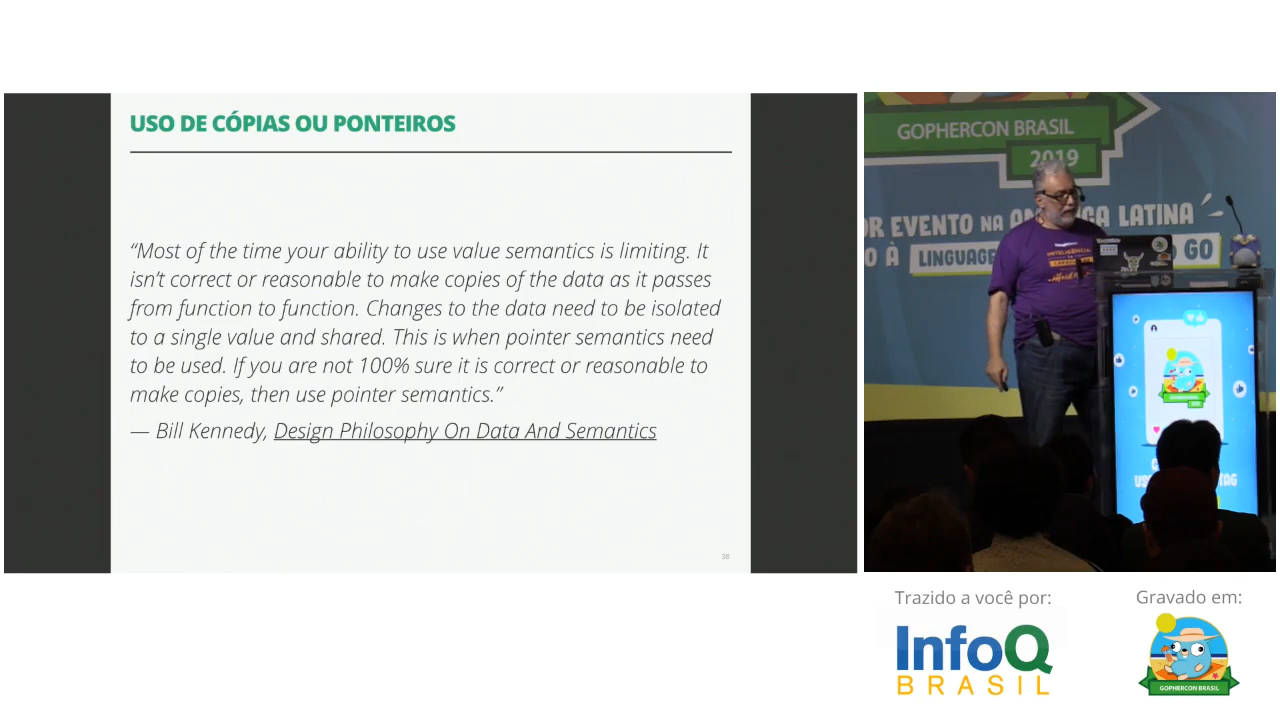 USO DE CÓPIAS OU PONTEIROS
“Most of the time your ability to use value semantics is limiting. It
isn’t correct or reasonable to make copies of the data as it passes
from function to function. Changes to the data need to be isolated
to a single value and shared. This is when pointer semantics need
to be used. If you are not 100% sure it is correct or reasonable to
make copies, then use pointer semantics.”
— Bill Kennedy, Design Philosophy On Data And Semantics
38
GOPHERCON BRASIL
2019
OR EVENTO NA AMÉRICA LATINA
O À LINGUAGE GO
INTELIGÊNCIA
Trazido a você por:
InfoQ
BRASIL
Gravado em:
GOPHERCON BRASIL